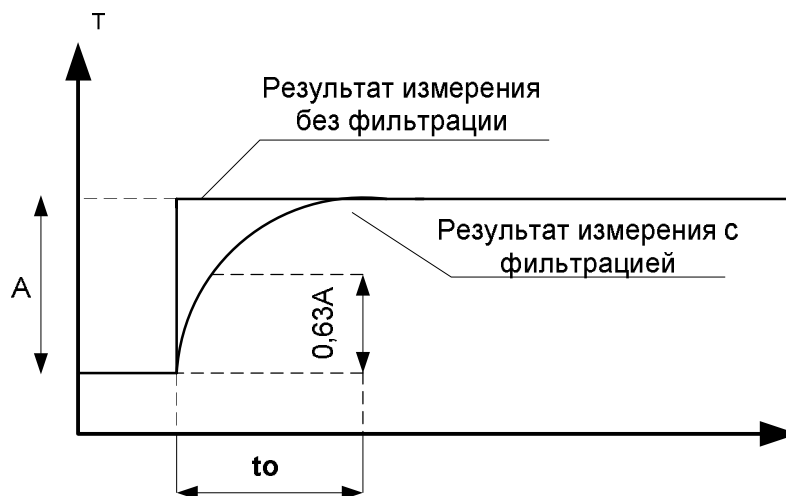 T
Результат измерения
без фильтрации
Результат измерения с
фильтрацией
A
0,63A
to